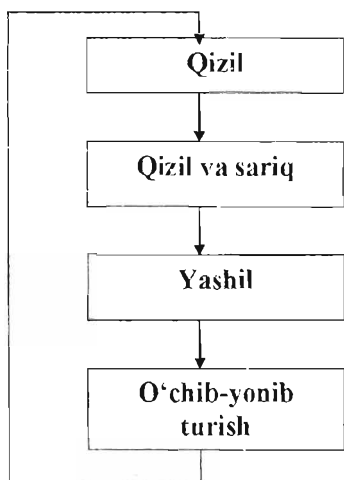 Qizil
Qizil va sariq
Yashil
O‘chib-yonib
turish